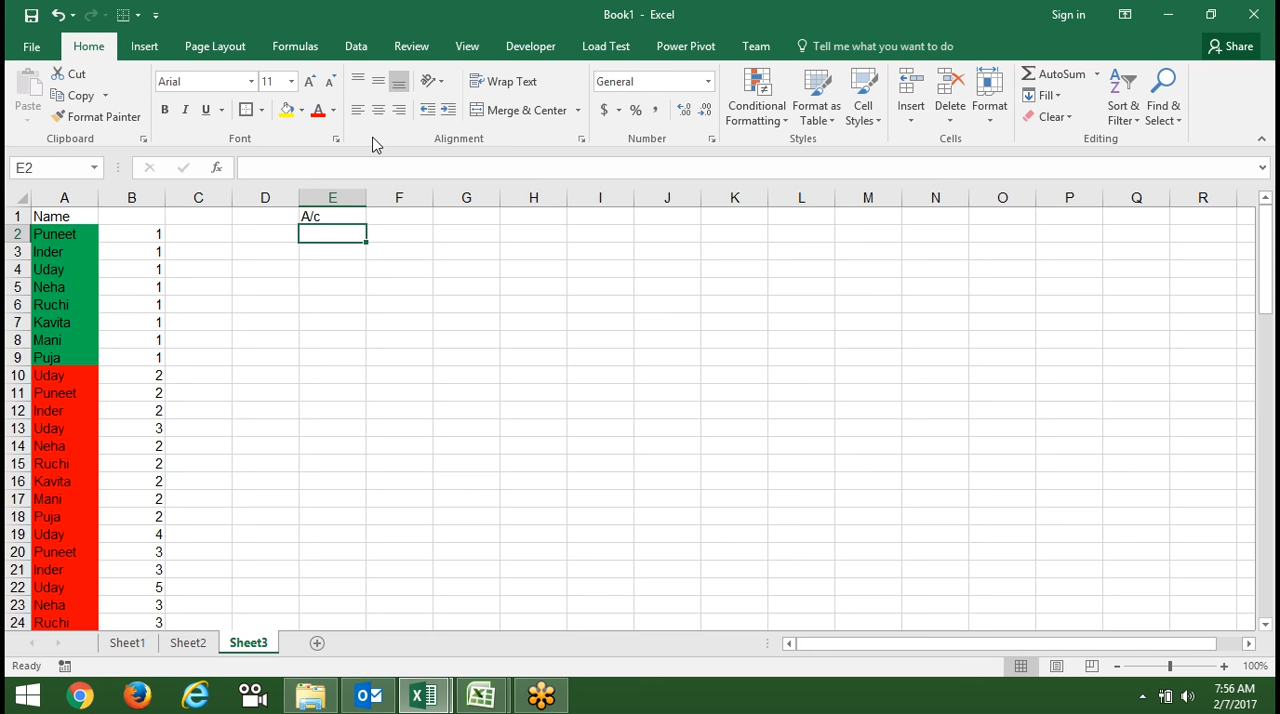 Book1 - Excel
Sign in
File Home Insert Page Layout Formulas Data Review View Developer Load Test Power Pivot Team Tell me what you want to do Share
Paste Cut Copy Format Painter Clipboard
Arial 11 B I U A Font
Wrap Text Merge & Center Alignment
General $ % , Number
Conditional Formatting Format as Table Cell Styles Styles
Insert Delete Format Cells
AutoSum Fill Clear Sort & Filter Find & Select Editing
E2 fx
A B C D E F G H I J K L M N O P Q R
1 Name A/c
2 Puneet 1
3 Inder 1
4 Uday 1
5 Neha 1
6 Ruchi 1
7 Kavita 1
8 Mani 1
9 Puja 1
10 Uday 2
11 Puneet 2
12 Inder 2
13 Uday 3
14 Neha 2
15 Ruchi 2
16 Kavita 2
17 Mani 2
18 Puja 2
19 Uday 4
20 Puneet 3
21 Inder 3
22 Uday 5
23 Neha 3
24 Ruchi 3
Sheet1 Sheet2 Sheet3
Ready 100%
7:56 AM
2/7/2017